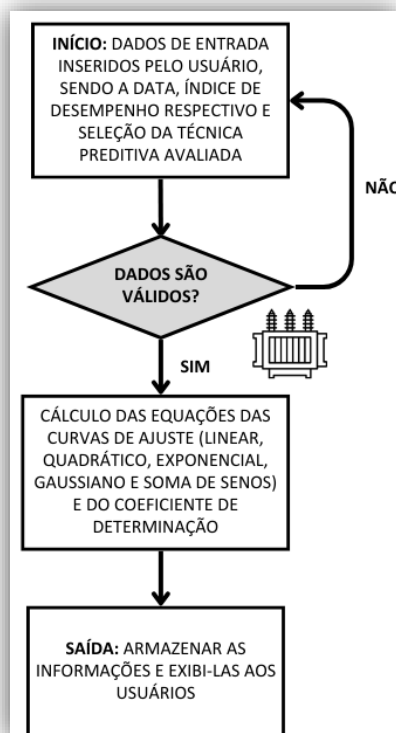 INÍCIO: DADOS DE ENTRADA
INSERIDOS PELO USUÁRIO,
SENDO A DATA, ÍNDICE DE
DESEMPENHO RESPECTIVO E
SELEÇÃO DA TÉCNICA
PREDITIVA AVALIADA
NÃO
DADOS SÃO
VÁLIDOS?
SIM
CÁLCULO DAS EQUAÇÕES DAS
CURVAS DE AJUSTE (LINEAR,
QUADRÁTICO, EXPONENCIAL,
GAUSSIANO E SOMA DE SENOS)
E DO COEFICIENTE DE
DETERMINAÇÃO
SAÍDA: ARMAZENAR AS
INFORMAÇÕES E EXIBI-LAS AOS
USUÁRIOS